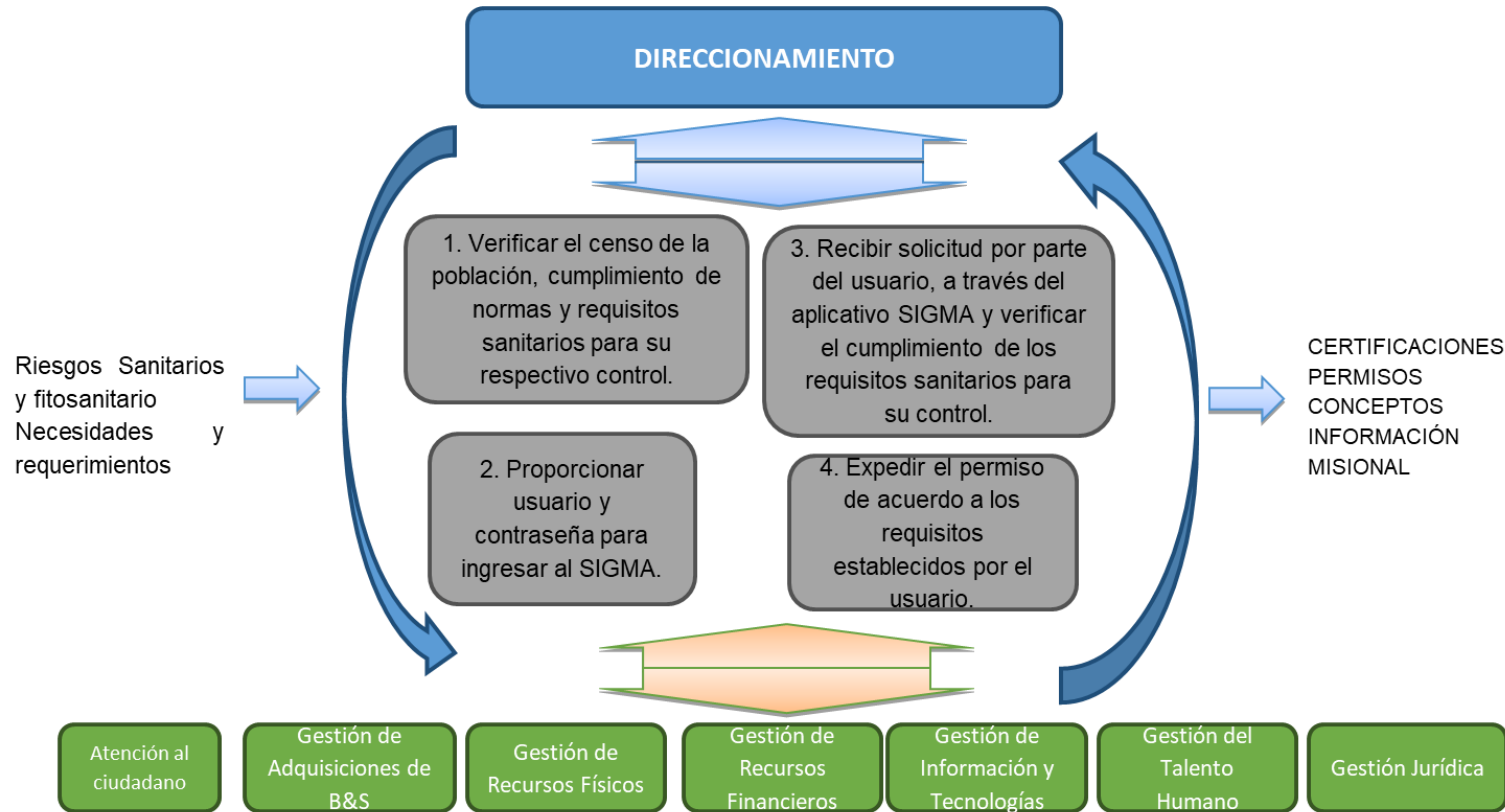 DIRECCIONAMIENTO
1. Verificar el censo de la
población, cumplimiento de
normas y requisitos
sanitarios para su
respectivo control.
3. Recibir solicitud por parte
del usuario, a través del
aplicativo SIGMA y verificar
el cumplimiento de los
requisitos sanitarios para
su control.
Riesgos Sanitarios
y fitosanitario
Necesidades y
requerimientos
CERTIFICACIONES
PERMISOS
CONCEPTOS
INFORMACIÓN
MISIONAL
2. Proporcionar
usuario y
contraseña para
ingresar al SIGMA.
4. Expedir el permiso
de acuerdo a los
requisitos
establecidos por el
usuario.
Atención al
ciudadano
Gestión de
Adquisiciones de
B&S
Gestión de
Recursos Físicos
Gestión de
Recursos
Financieros
Gestión de
Información y
Tecnologías
Gestión del
Talento
Humano
Gestión Jurídica